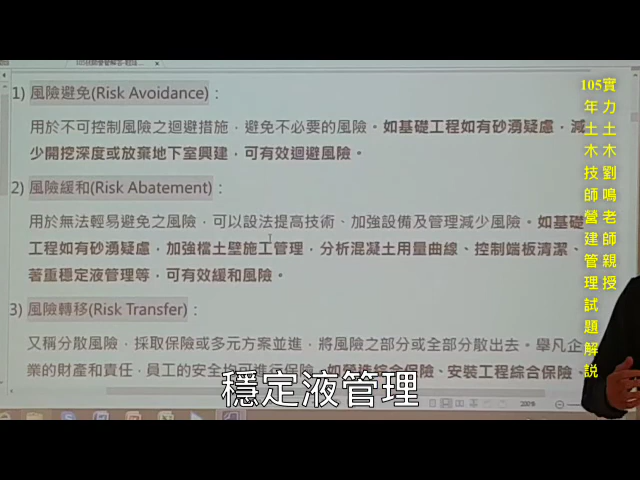 1) 風險避免(Risk Avoidance)：
用於不可控制風險之迴避措施，避免不必要的風險。如基礎工程如有砂湧疑慮，減
少開挖深度或放棄地下室興建，可有效迴避風險。
2) 風險緩和(Risk Abatement)：
用於無法輕易避免之風險，可以設法提高技術、加強設備及管理減少風險。如基礎
工程如有砂湧疑慮，加強檔土壁施工管理，分析混凝土用量曲線、控制端板清潔、
著重穩定液管理等，可有效緩和風險。
3) 風險轉移(Risk Transfer)：
又稱分散風險，採取保險或多元方案並進，將風險之部分或全部分散出去。舉凡企
業的財產和責任，員工的安全均可進行保險，如營造綜合保險、安裝工程綜合保險、
穩定液管理
200%
實力土木劉鳴老師親授
105年土木技師營建管理試題解說